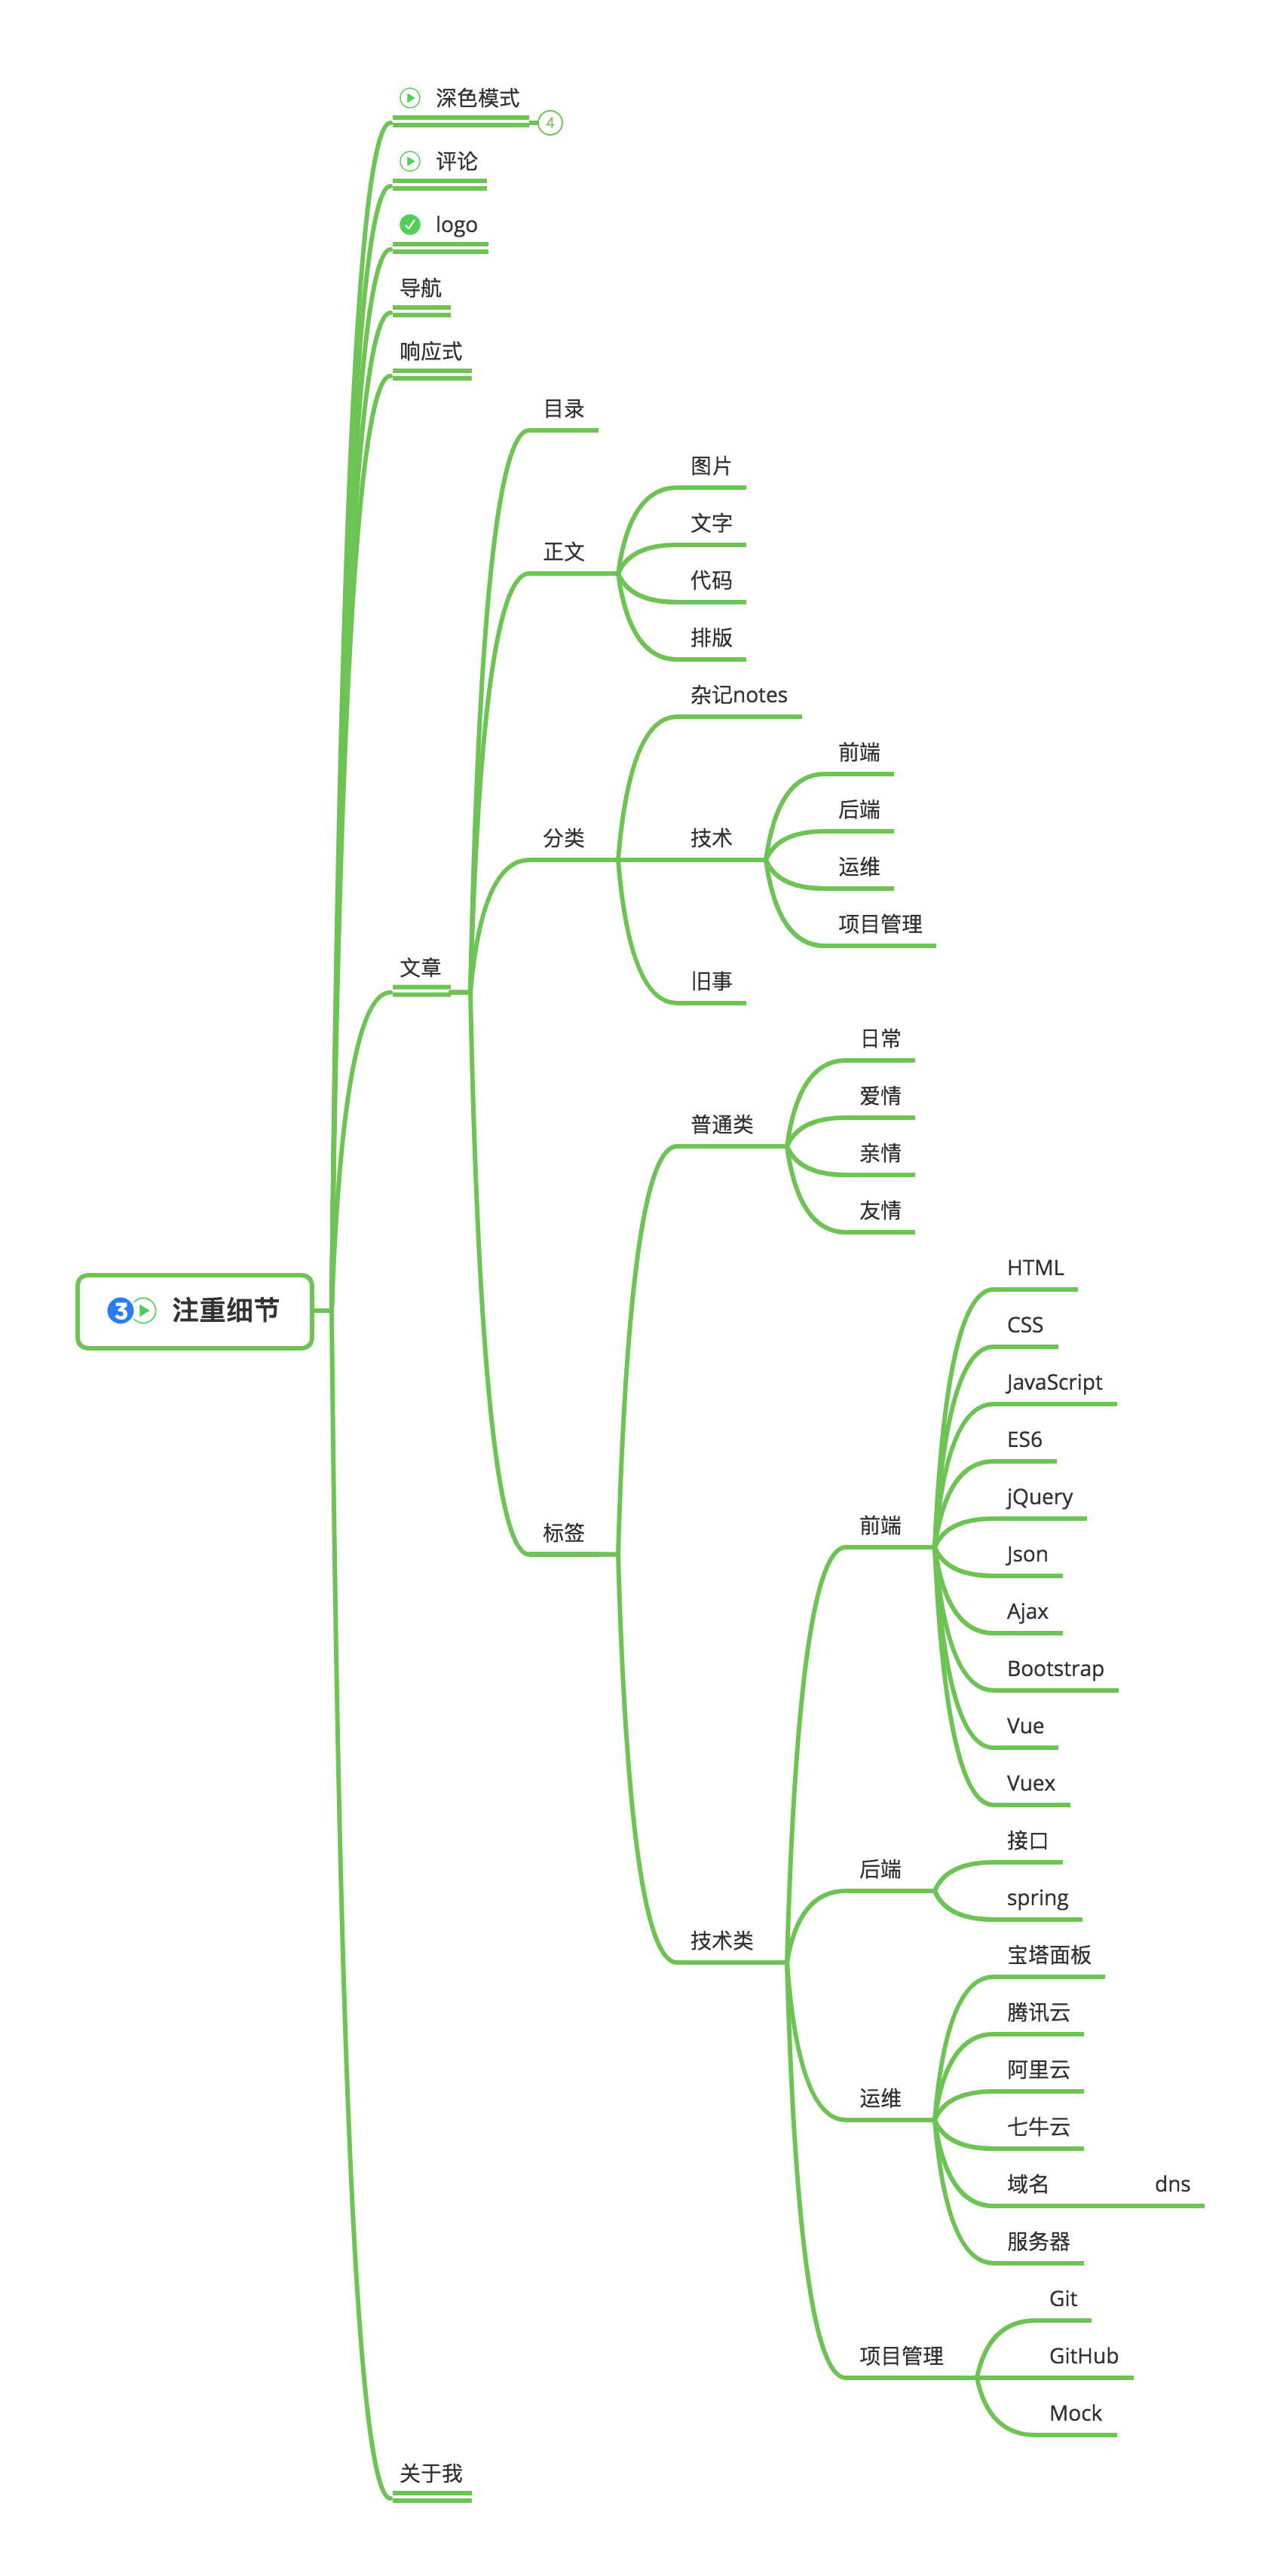 深色模式
4
评论
logo
导航
响应式
目录
图片
文字
正文
代码
排版
杂记notes
前端
后端
分类
技术
运维
项目管理
文章
旧事
日常
爱情
普通类
亲情
友情
HTML
3 注重细节
CSS
JavaScript
ES6
jQuery
前端
标签
Json
Ajax
Bootstrap
Vue
Vuex
接口
后端
spring
技术类
宝塔面板
腾讯云
阿里云
运维
七牛云
域名 dns
服务器
Git
项目管理
GitHub
Mock
关于我